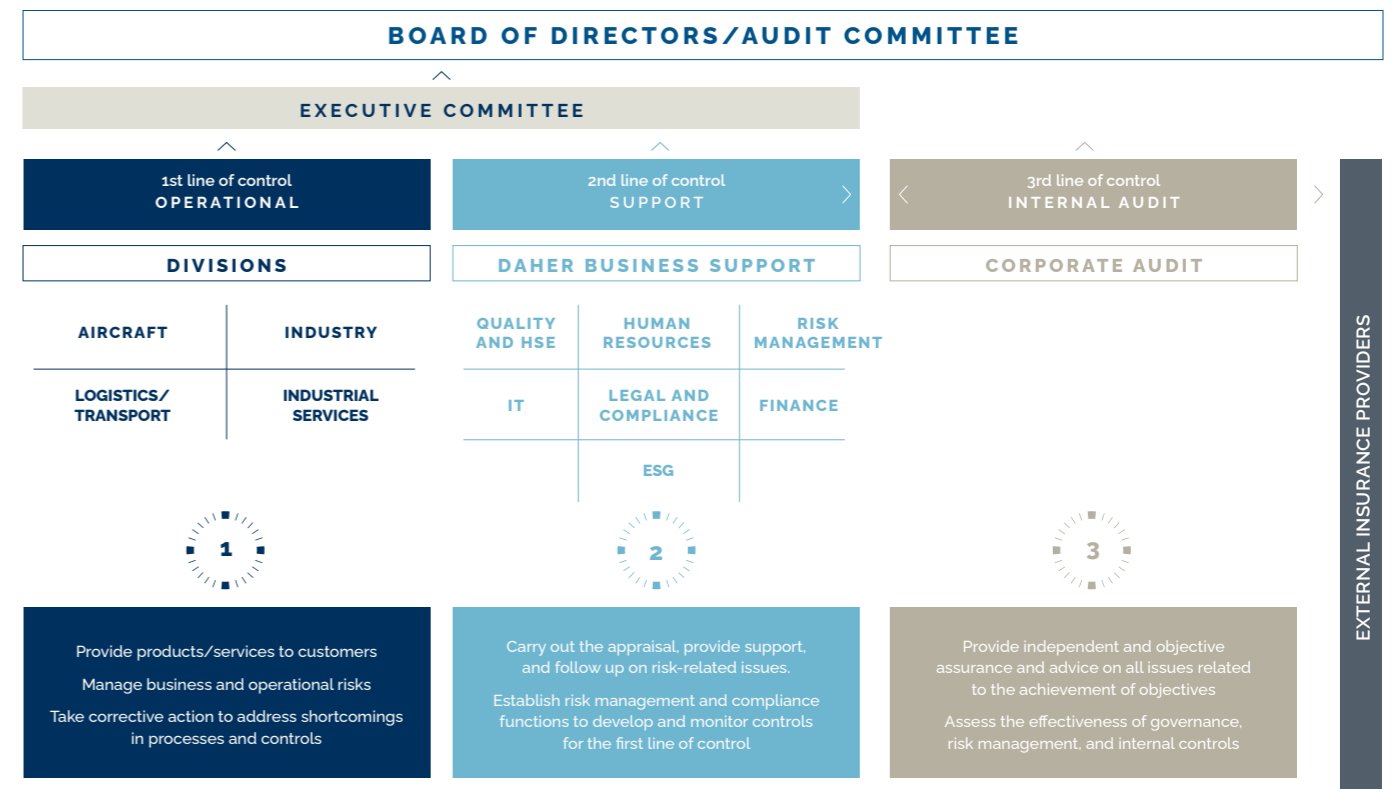 BOARD OF DIRECTORS/AUDIT COMMITTEE
EXECUTIVE COMMITTEE
1st line of control
OPERATIONAL
2nd line of control
SUPPORT
3rd line of control
INTERNAL AUDIT
DIVISIONS
DAHER BUSINESS SUPPORT
CORPORATE AUDIT
AIRCRAFT
INDUSTRY
LOGISTICS/
TRANSPORT
INDUSTRIAL
SERVICES
QUALITY
AND HSE
HUMAN
RESOURCES
RISK
MANAGEMENT
IT
LEGAL AND
COMPLIANCE
FINANCE
ESG
1
2
3
Provide products/services to customers
Manage business and operational risks
Take corrective action to address shortcomings
in processes and controls
Carry out the appraisal, provide support,
and follow up on risk-related issues.
Establish risk management and compliance
functions to develop and monitor controls
for the first line of control
Provide independent and objective
assurance and advice on all issues related
to the achievement of objectives
Assess the effectiveness of governance,
risk management, and internal controls
EXTERNAL INSURANCE PROVIDERS